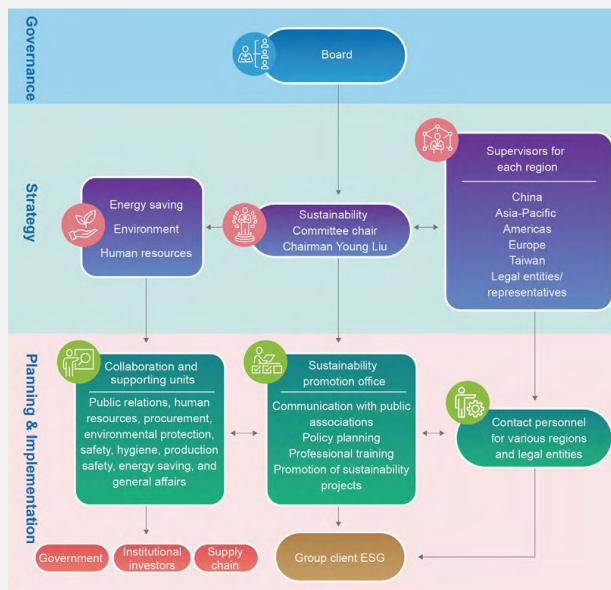 Governance
Board
Strategy
Energy saving
Environment
Human resources
Sustainability
Committee chair
Chairman Young Liu
Supervisors for
each region
China
Asia-Pacific
Americas
Europe
Taiwan
Legal entities/
representatives
Planning & Implementation
Collaboration and
supporting units
Public relations, human
resources, procurement,
environmental protection,
safety, hygiene, production
safety, energy saving, and
general affairs
Sustainability
promotion office
Communication with public
associations
Policy planning
Professional training
Promotion of sustainability
projects
Contact personnel
for various regions
and legal entities
Government
Institutional
investors
Supply
chain
Group client ESG